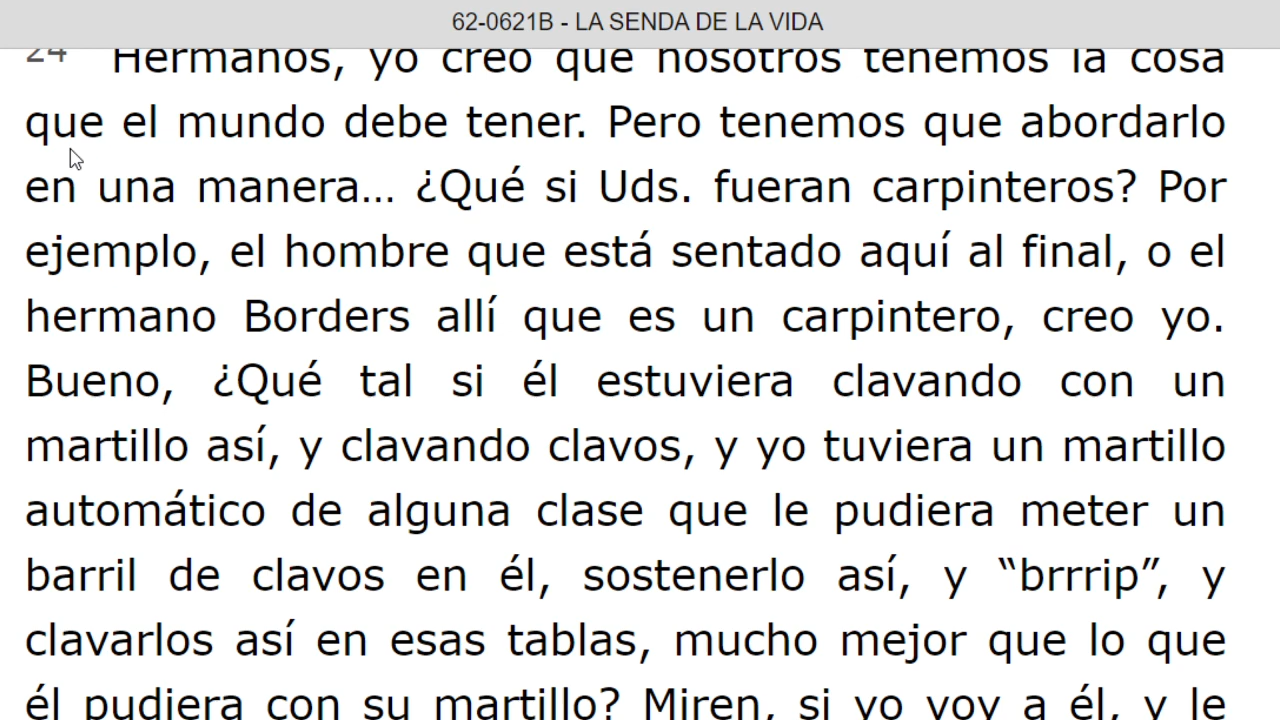 62-0621B - LA SENDA DE LA VIDA
24 Hermanos, yo creo que nosotros tenemos la cosa
que el mundo debe tener. Pero tenemos que abordarlo
en una manera... ¿Qué si Uds. fueran carpinteros? Por
ejemplo, el hombre que está sentado aquí al final, o el
hermano Borders allí que es un carpintero, creo yo.
Bueno, ¿Qué tal si él estuviera clavando con un
martillo así, y clavando clavos, y yo tuviera un martillo
automático de alguna clase que le pudiera meter un
barril de clavos en él, sostenerlo así, y “brrrip”, y
clavarlos así en esas tablas, mucho mejor que lo que
él pudiera con su martillo? Miren, si yo voy a él, y le